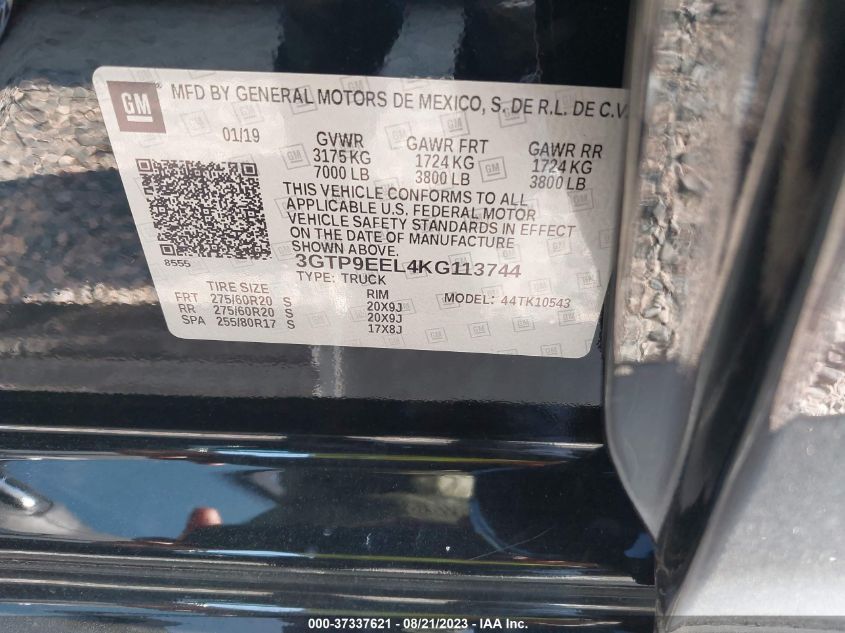 GM
MFD BY GENERAL MOTORS DE MEXICO, S. DE R.L. DE C.V.
01/19 GVWR GAWR FRT GAWR RR
3175 KG 1724 KG 1724 KG
7000 LB 3800 LB 3800 LB
THIS VEHICLE CONFORMS TO ALL
APPLICABLE U.S. FEDERAL MOTOR
VEHICLE SAFETY STANDARDS IN EFFECT
ON THE DATE OF MANUFACTURE
SHOWN ABOVE.
8555
3GTP9EEL4KG113744
TYPE: TRUCK
TIRE SIZE RIM MODEL: 44TK10543
FRT 275/60R20 S 20X9J
RR 275/60R20 S 20X9J
SPA 255/80R17 S 17X8J
000-37337621 - 08/21/2023 - IAA Inc.